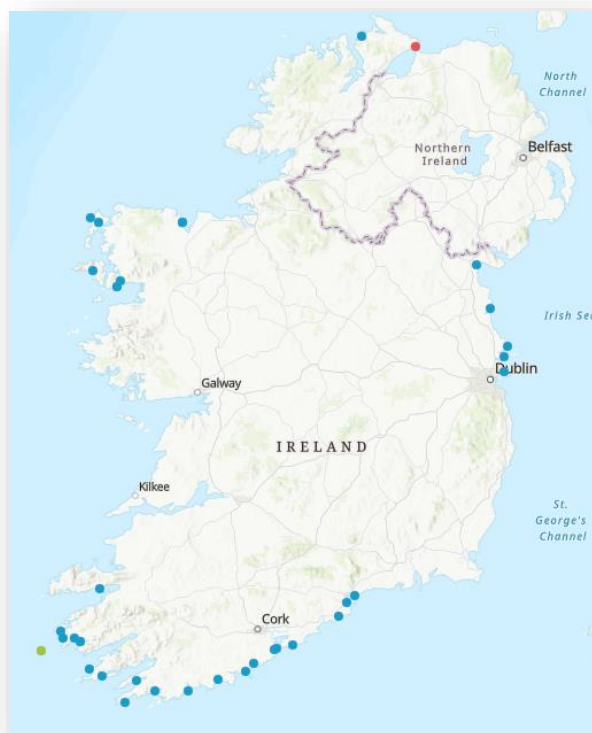 North
Channel
Northern
Ireland
Belfast
Irish Sea
Dublin
Galway
IRELAND
Kilkee
St.
George's
Channel
Cork